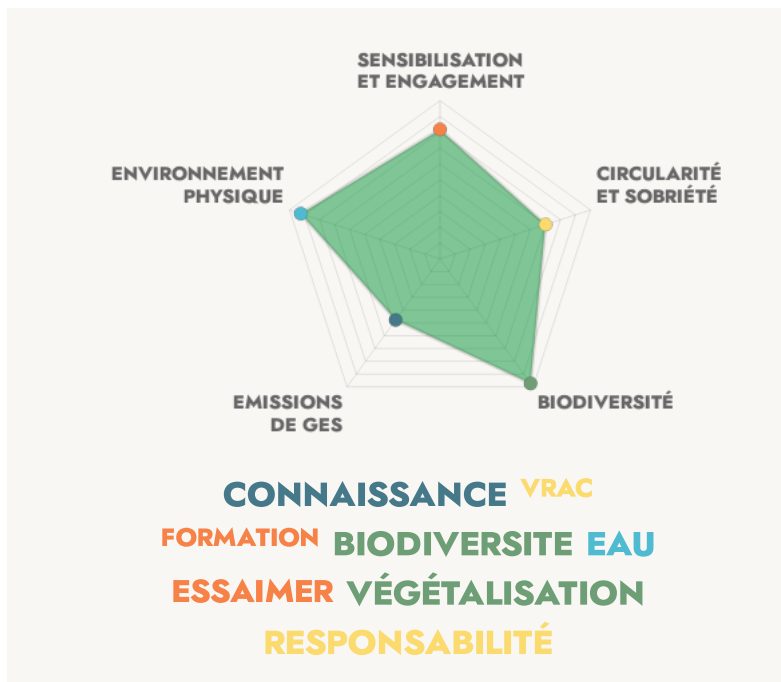 SENSIBILISATION
ET ENGAGEMENT
ENVIRONNEMENT
PHYSIQUE
CIRCULARITÉ
ET SOBRIÉTÉ
EMISSIONS
DE GES
BIODIVERSITÉ
CONNAISSANCE VRAC
FORMATION BIODIVERSITE EAU
ESSAIMER VÉGÉTALISATION
RESPONSABILITÉ